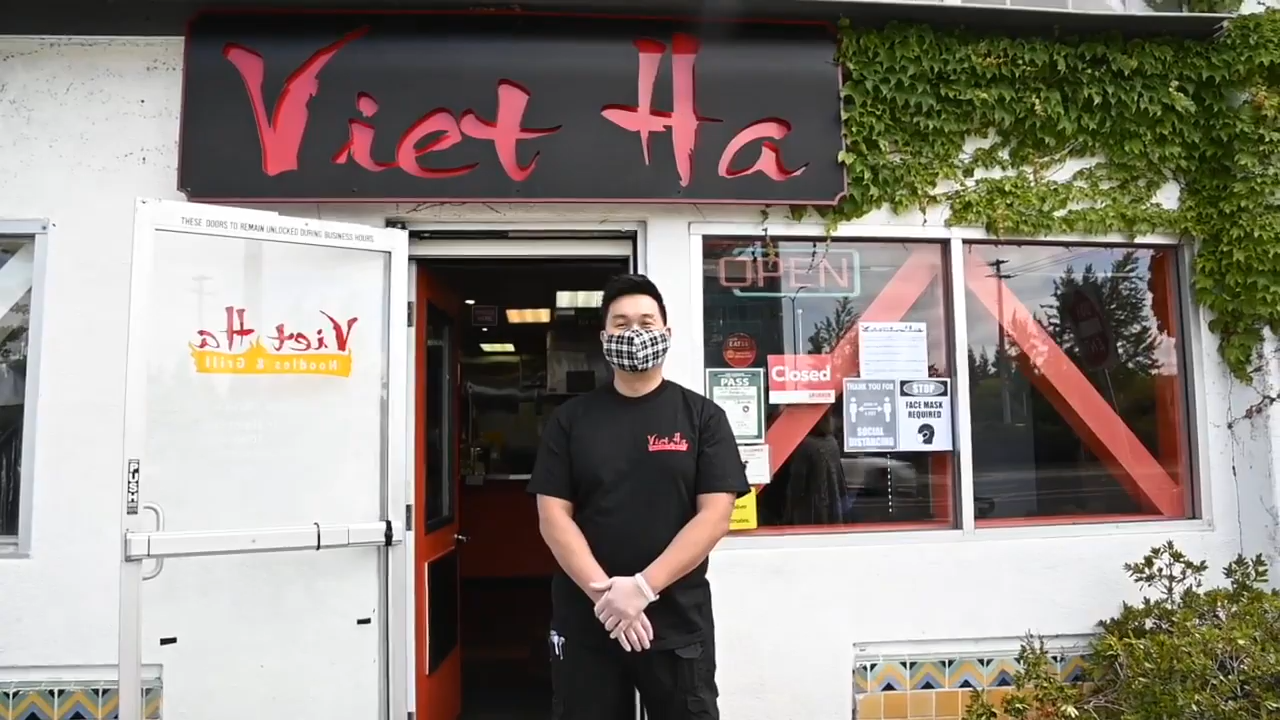 Viet Ha
THESE DOORS TO REMAIN UNLOCKED DURING BUSINESS HOURS
Viet Ha
Noodles & Grill
PUSH
Viet Ha
OPEN
PASS
Closed
THANK YOU FOR
SOCIAL
DISTANCING
STOP
FACE MASK
REQUIRED